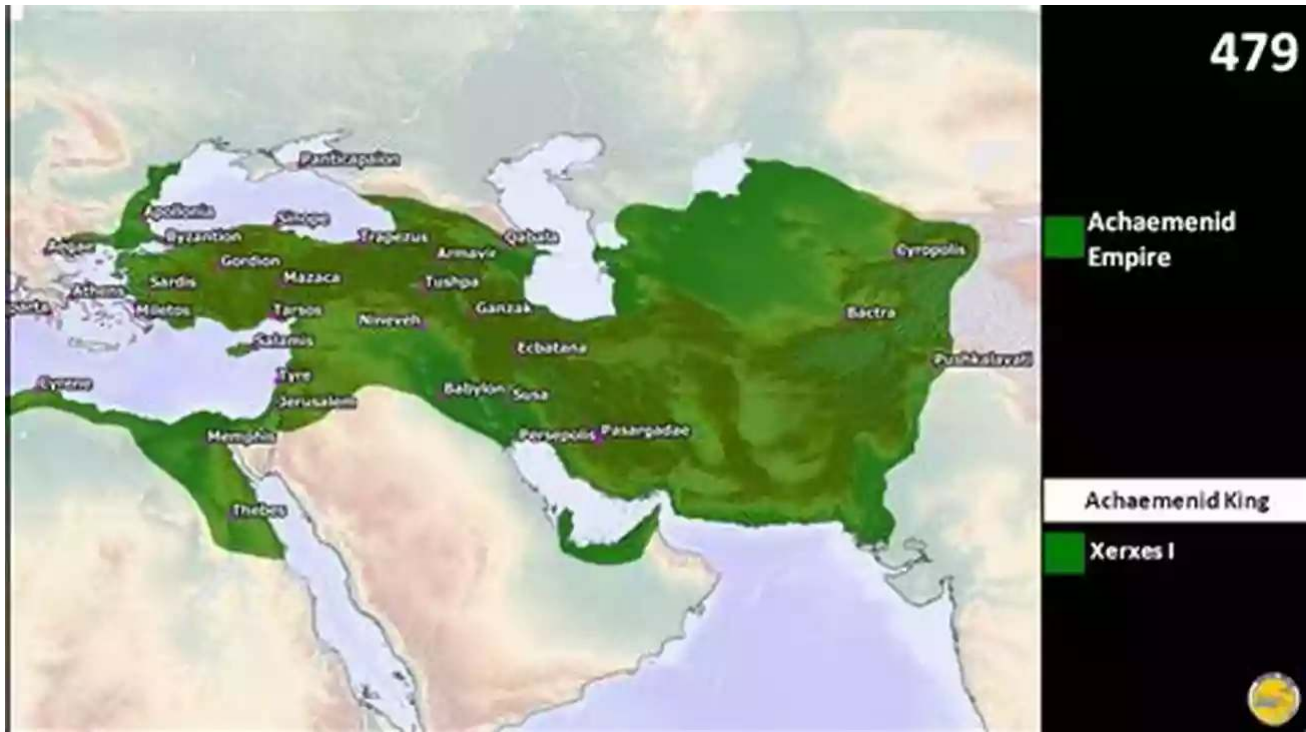 479
Panticapaion
Apollonia
Sinope
Byzantion
Trapezus
Qabala
Aegae
Armavir
Cyropolis
Gordion
Mazaca
Tushpa
Sardis
Athens
Miletos
Tarsos
Nineveh
Ganzak
Bactra
Salamis
Ecbatana
Pushkalavati
Tyre
Cyrene
Babylon
Susa
Jerusalem
Memphis
Persepolis
Pasargadae
Thebes
Achaemenid
Empire
Achaemenid King
Xerxes I